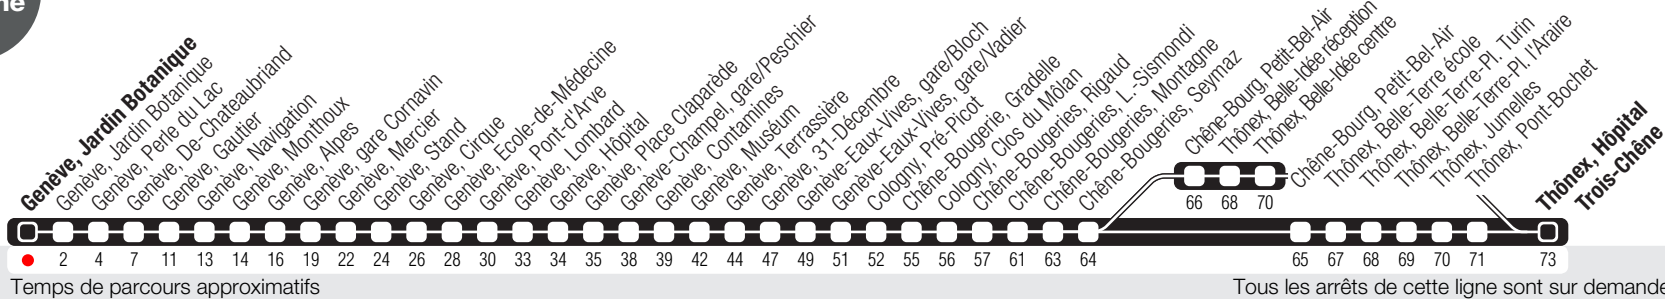 Genève, Jardin Botanique
Genève, Jardin Botanique
Genève, Perle du Lac
Genève, De-Chateaubriand
Genève, Gautier
Genève, Navigation
Genève, Monthoux
Genève, Alpes
Genève, gare Cornavin
Genève, Mercier
Genève, Stand
Genève, Cirque
Genève, Ecole-de-Médecine
Genève, Pont-d'Arve
Genève, Lombard
Genève, Hôpital
Genève, Place Claparède
Genève-Champel, gare/Peschier
Genève, Contamines
Genève, Muséum
Genève, Terrassière
Genève, 31-Décembre
Genève-Eaux-Vives, gare/Bloch
Genève-Eaux-Vives, gare/Vadier
Cologny, Pré-Picot
Chêne-Bougerie, Gradelle
Cologny, Clos du Môlan
Chêne-Bougeries, Rigaud
Chêne-Bougeries, L.-Sismondi
Chêne-Bougeries, Montagne
Chêne-Bougeries, Seymaz
Chêne-Bourg, Petit-Bel-Air
Thônex, Belle-Idée réception
Thônex, Belle-Idée centre
Chêne-Bourg, Petit-Bel-Air
Thônex, Belle-Terre école
Thônex, Belle-Terre-Pl. Turin
Thônex, Belle-Terre-Pl. l'Araire
Thônex, Jumelles
Thônex, Pont-Bochet
Thônex, Hôpital
Trois-Chêne
66 68 70
2 4 7 11 13 14 16 19 22 24 26 28 30 33 34 35 38 39 42 44 47 49 51 52 55 56 57 61 63 64 65 67 68 69 70 71 73
Temps de parcours approximatifs
Tous les arrêts de cette ligne sont sur demande